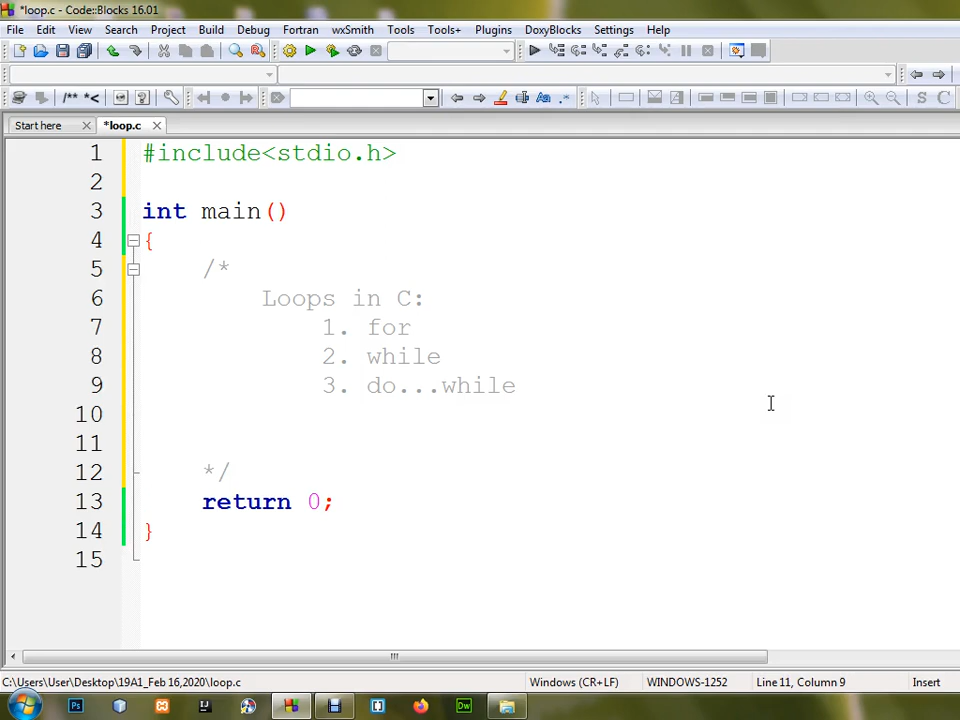 *loop.c - Code::Blocks 16.01
File Edit View Search Project Build Debug Fortran wxSmith Tools Tools+ Plugins DoxyBlocks Settings Help
/** *<
S C
Start here *loop.c
1 #include<stdio.h>
2
3 int main()
4 {
5 /*
6 Loops in C:
7 1. for
8 2. while
9 3. do...while
10
11
12 */
13 return 0;
14 }
15
C:\Users\User\Desktop\19A1_Feb 16,2020\loop.c Windows (CR+LF) WINDOWS-1252 Line 11, Column 9 Insert
Ps IJ Dw